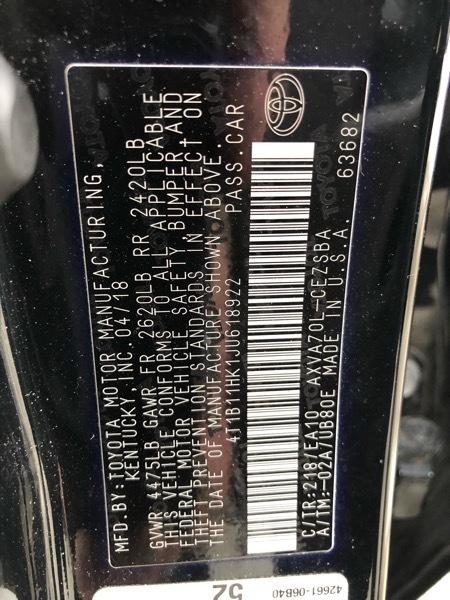 MFD.BY:TOYOTA MOTOR MANUFACTURING,
KENTUCKY, INC.04/18
GVWR 4475LB GAWR FR 2620LB RR 2420LB
THIS VEHICLE CONFORMS TO ALL APPLICABLE
FEDERAL MOTOR VEHICLE SAFETY, BUMPER,AND
THEFT PREVENTION STANDARDS IN EFFECT ON
THE DATE OF MANUFACTURE SHOWN ABOVE.
4T1B11HK1JU618922 PASS.CAR
C/TR:218/EA10 AXVA70L-CEZSBA
A/TM:-02A/UB80E MADE IN U.S.A.
63682
TOYOTA
52
42661-06B40